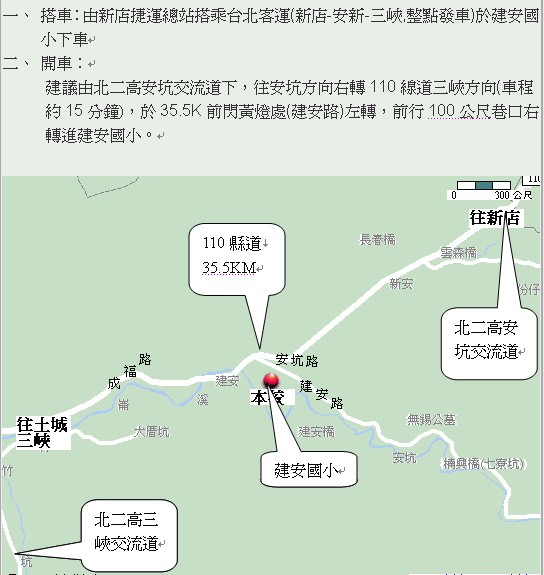 一、 搭車：由新店捷運總站搭乘台北客運(新店-安新-三峽,整點發車)於建安國
小下車
二、 開車：
建議由北二高安坑交流道下，往安坑方向右轉 110 線道三峽方向(車程
約 15 分鐘)，於 35.5K 前閃黃燈處(建安路)左轉，前行 100 公尺巷口右
轉進建安國小。
110
0 300 公尺
往新店
110 縣道
35.5KM
長春橋
雲森橋
新安
份仔
北二高安
坑交流道
安坑路
成福路
建安
本校
建安路
崙
溪
往土城
三峽
大厝坑
建安橋
無錫公墓
安坑
楠興橋(七寮坑)
竹
竹
建安國小
北二高三
峽交流道
坑